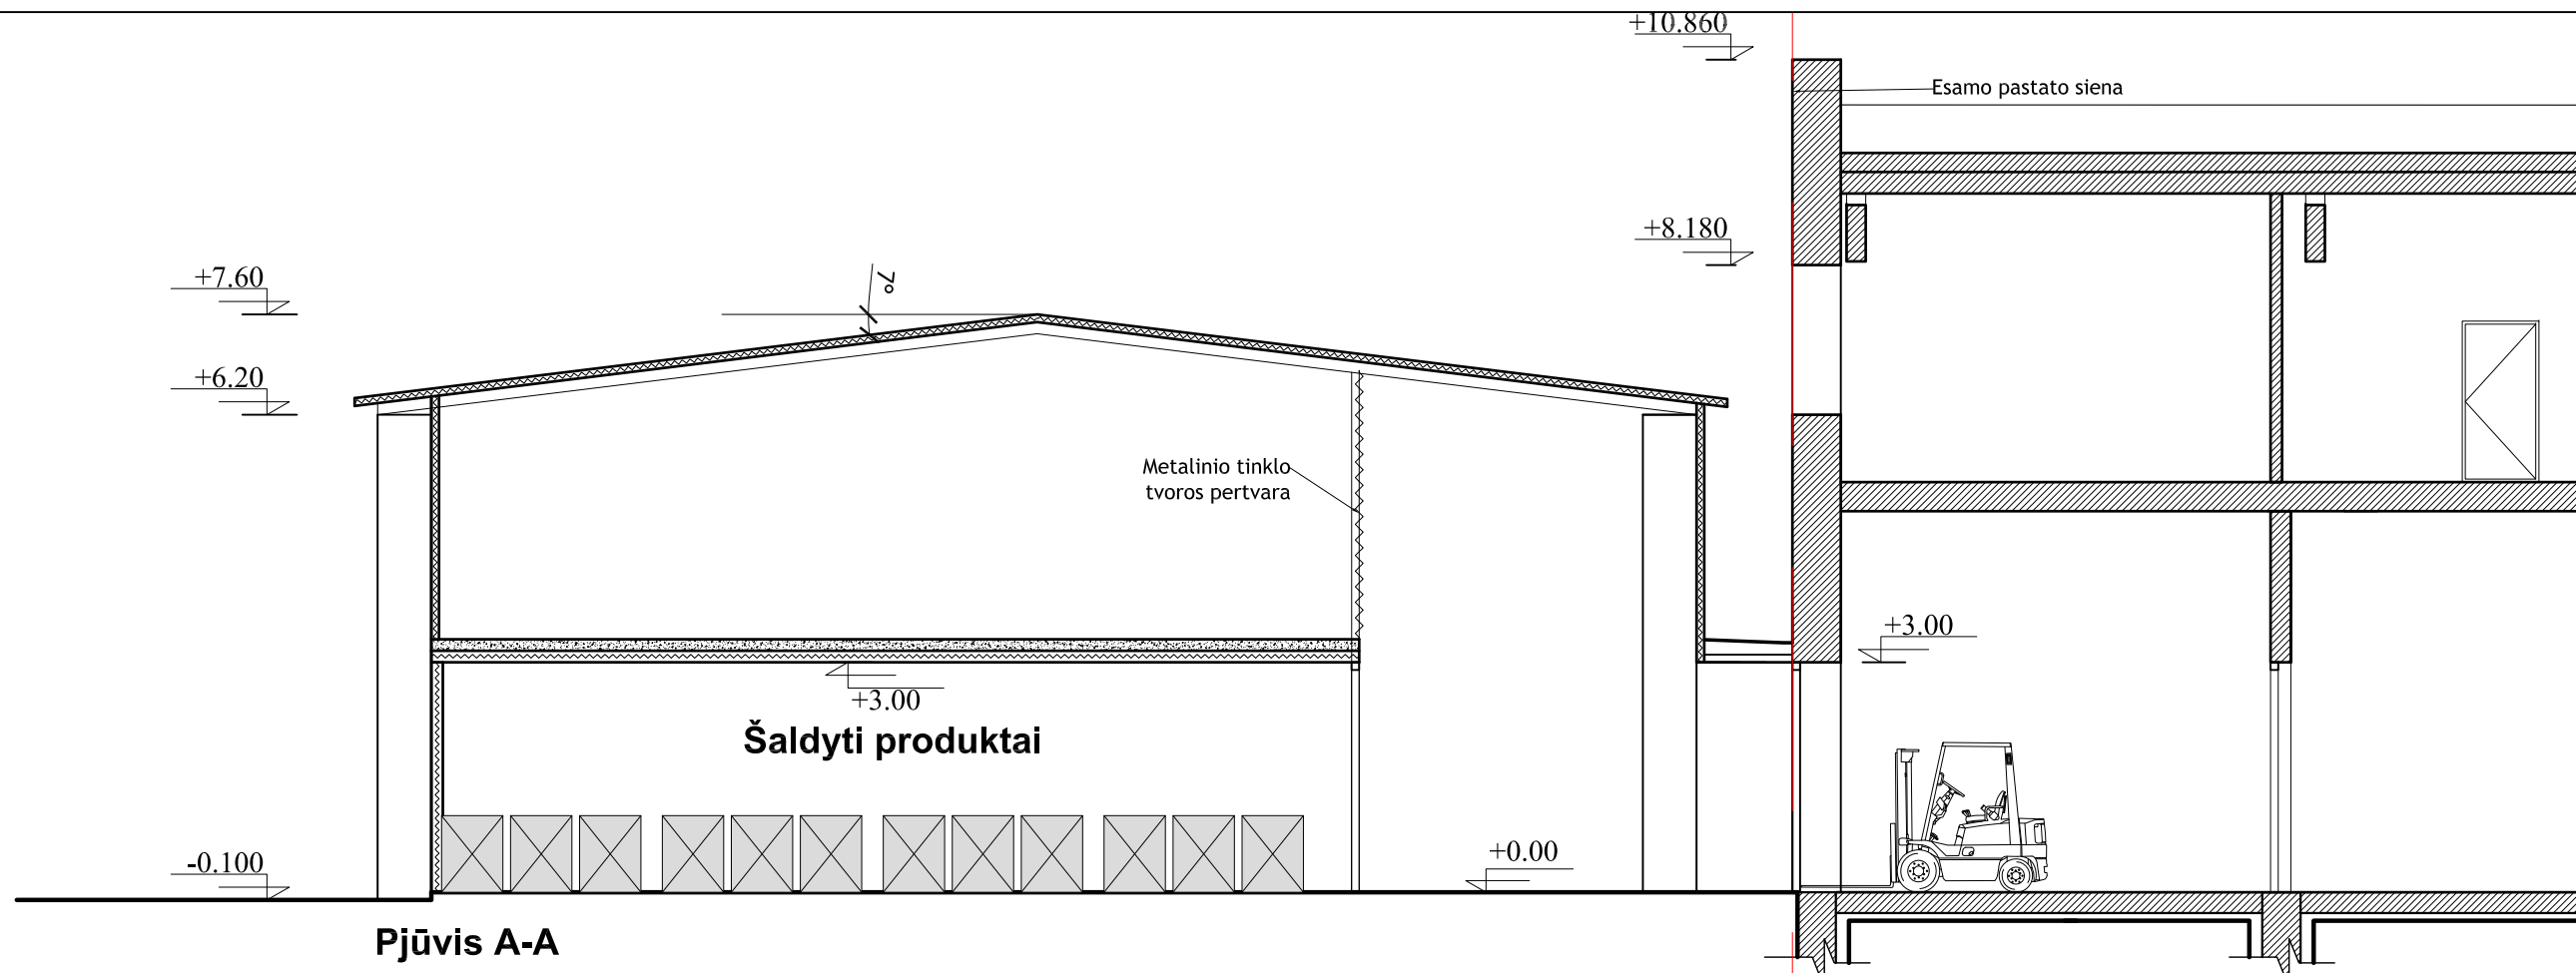 +10.860
Esamo pastato siena
+8.180
+7.60
7°
+6.20
Metalinio tinklo
tvoros pertvara
+3.00
+3.00
Šaldyti produktai
+0.00
-0.100
Pjūvis A-A